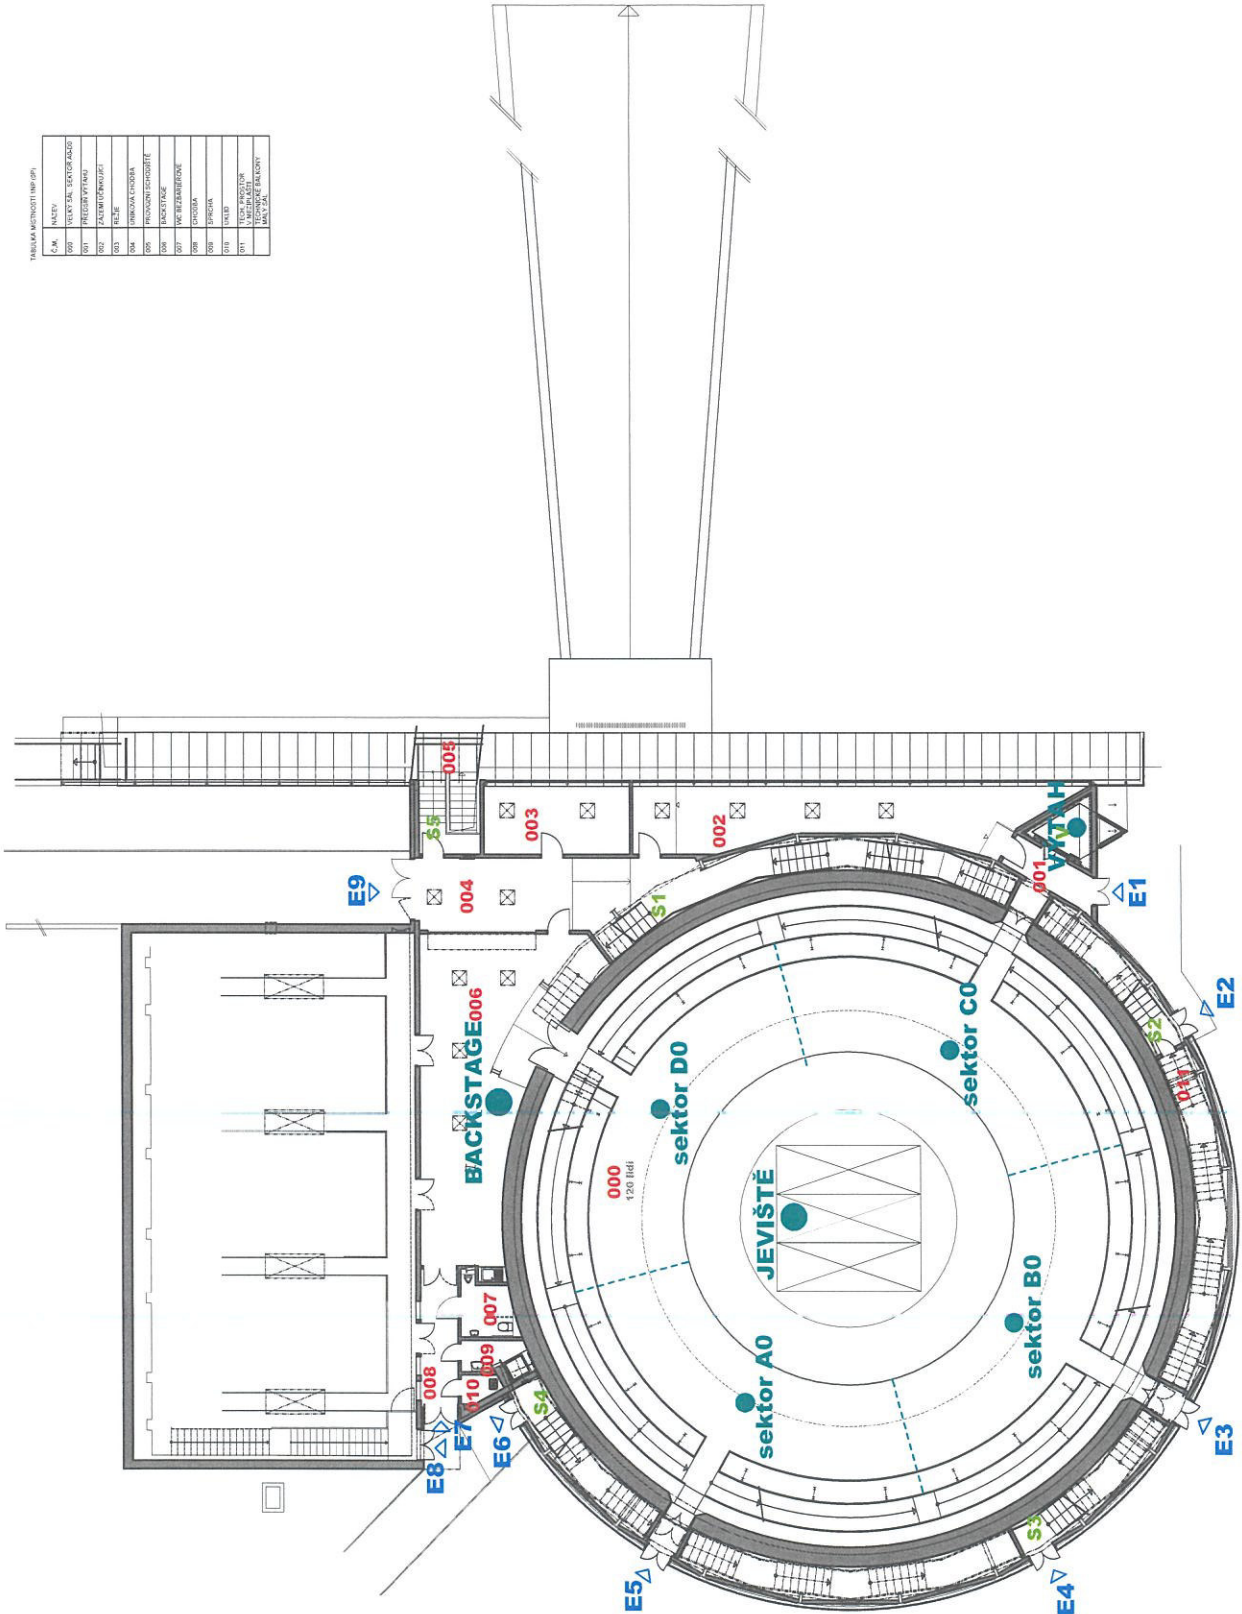 TABULKA MÍSTNOSTÍ 1NP (0P)
Č.M. NÁZEV
000 VELKÝ SÁL, SEKTOR A0-D0
001 PŘEDSÍŇ VÝTAHU
002 ZÁZEMÍ ÚČINKUJÍCÍ
003 REŽIE
004 ÚNIKOVÁ CHODBA
005 PROVOZNÍ SCHODIŠTĚ
006 BACKSTAGE
007 WC BEZBARIÉROVÉ
008 CHODBA
009 SPRCHA
010 ÚKLID
011 TECH. PROSTOR
V MEZIPLÁŠTI
TECHNICKÉ BALKONY
MALÝ SÁL
E9
S5
005
003
002
004
S1
VÝTAH
V
001
E1
BACKSTAGE
006
E2
S2
011
sektor D0
sektor C0
000
120 lidí
JEVIŠTĚ
sektor A0
sektor B0
007
009
008
010
S4
E8
E7
E6
E5
S3
E4
E3